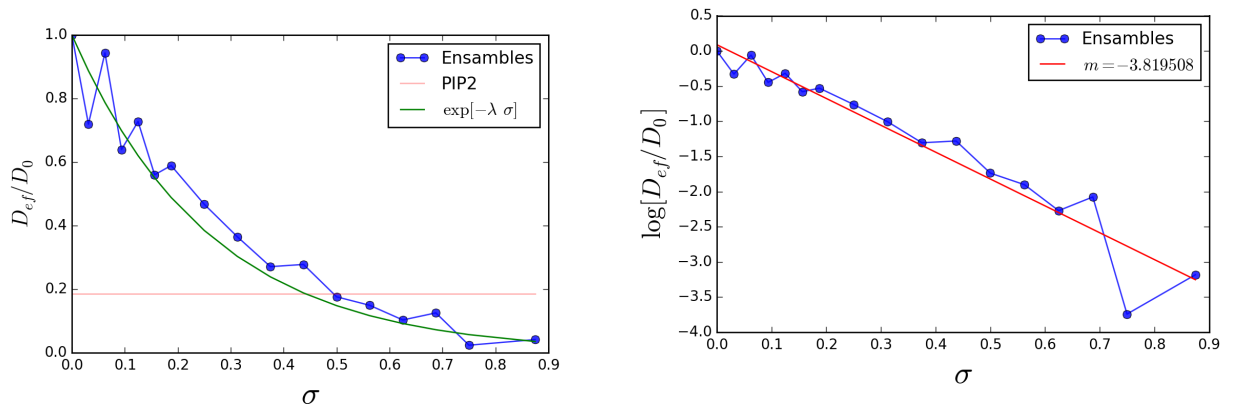 1.0
0.8
0.6
0.4
0.2
0.0
0.0 0.1 0.2 0.3 0.4 0.5 0.6 0.7 0.8 0.9
D_{ef}/D_0
σ
Ensambles
PIP2
exp[−λ σ]
0.5
0.0
−0.5
−1.0
−1.5
−2.0
−2.5
−3.0
−3.5
−4.0
0.0 0.1 0.2 0.3 0.4 0.5 0.6 0.7 0.8 0.9
log[D_{ef}/D_0]
σ
Ensambles
m=−3.819508